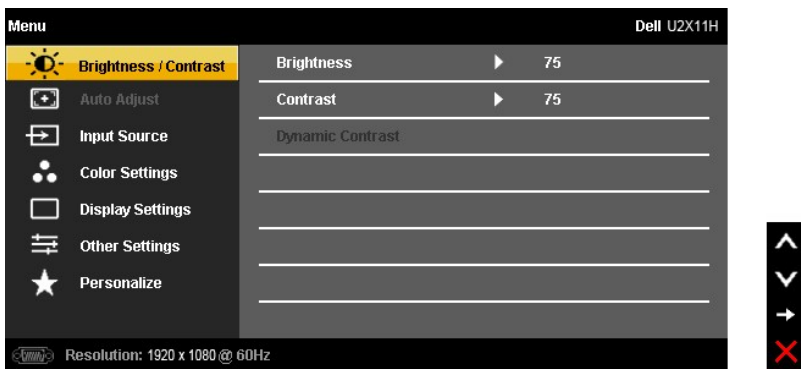 Menu Dell U2X11H
Brightness / Contrast Brightness 75
Auto Adjust Contrast 75
Input Source Dynamic Contrast
Color Settings
Display Settings
Other Settings
Personalize
Resolution: 1920 x 1080 @ 60Hz